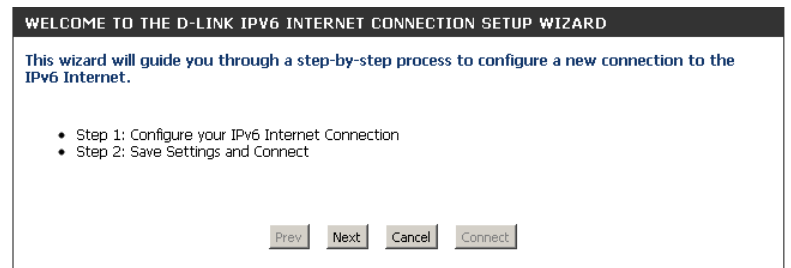 WELCOME TO THE D-LINK IPV6 INTERNET CONNECTION SETUP WIZARD
This wizard will guide you through a step-by-step process to configure a new connection to the
IPv6 Internet.
• Step 1: Configure your IPv6 Internet Connection
• Step 2: Save Settings and Connect
Prev Next Cancel Connect